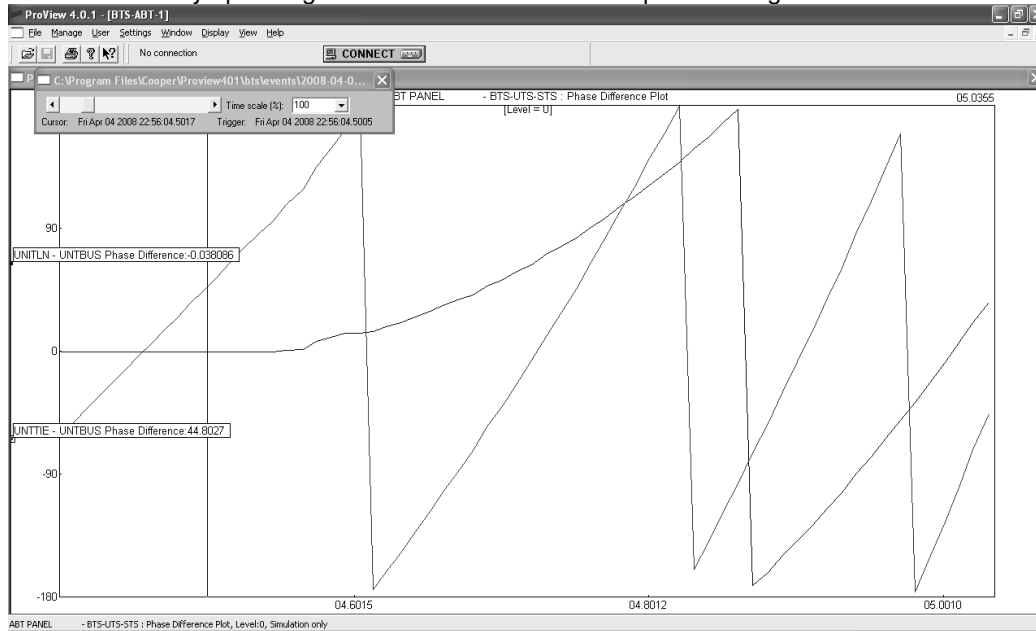 ProView 4.0.1 - [BTS-ABT-1]
File Manage User Settings Window Display View Help
No connection
CONNECT
C:\Program Files\Cooper\Proview401\bts\events\2008-04-0...
Time scale (%): 100
Cursor: Fri Apr 04 2008 22:56:04.5017 Trigger: Fri Apr 04 2008 22:56:04.5005
BT PANEL - BTS-UTS-STS : Phase Difference Plot 05.0355
[Level = 0]
90
UNITLN - UNTBUS Phase Difference:-0.038086
0
UNTTIE - UNTBUS Phase Difference:44.8027
-90
-180
04.6015 04.8012 05.0010
ABT PANEL - BTS-UTS-STS : Phase Difference Plot, Level:0, Simulation only